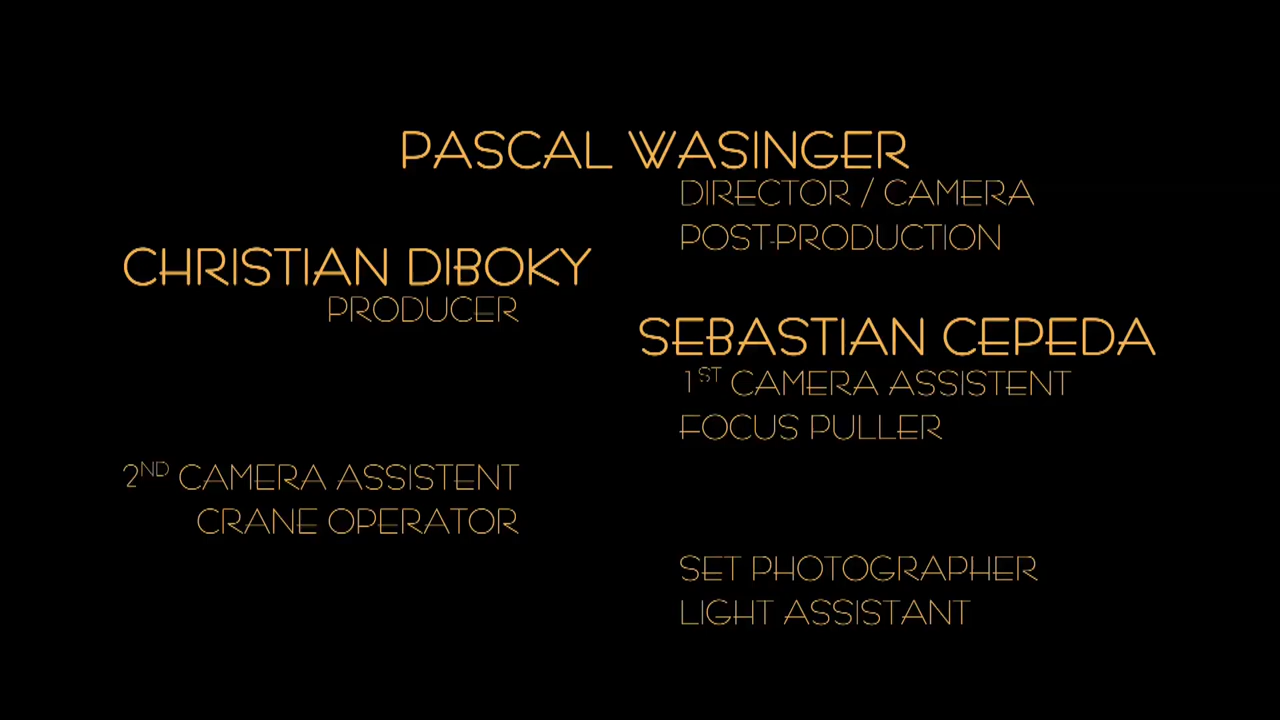 PASCAL WASINGER
DIRECTOR / CAMERA
POST-PRODUCTION
CHRISTIAN DIBOKY
PRODUCER
SEBASTIAN CEPEDA
1ST CAMERA ASSISTENT
FOCUS PULLER
2ND CAMERA ASSISTENT
CRANE OPERATOR
SET PHOTOGRAPHER
LIGHT ASSISTANT